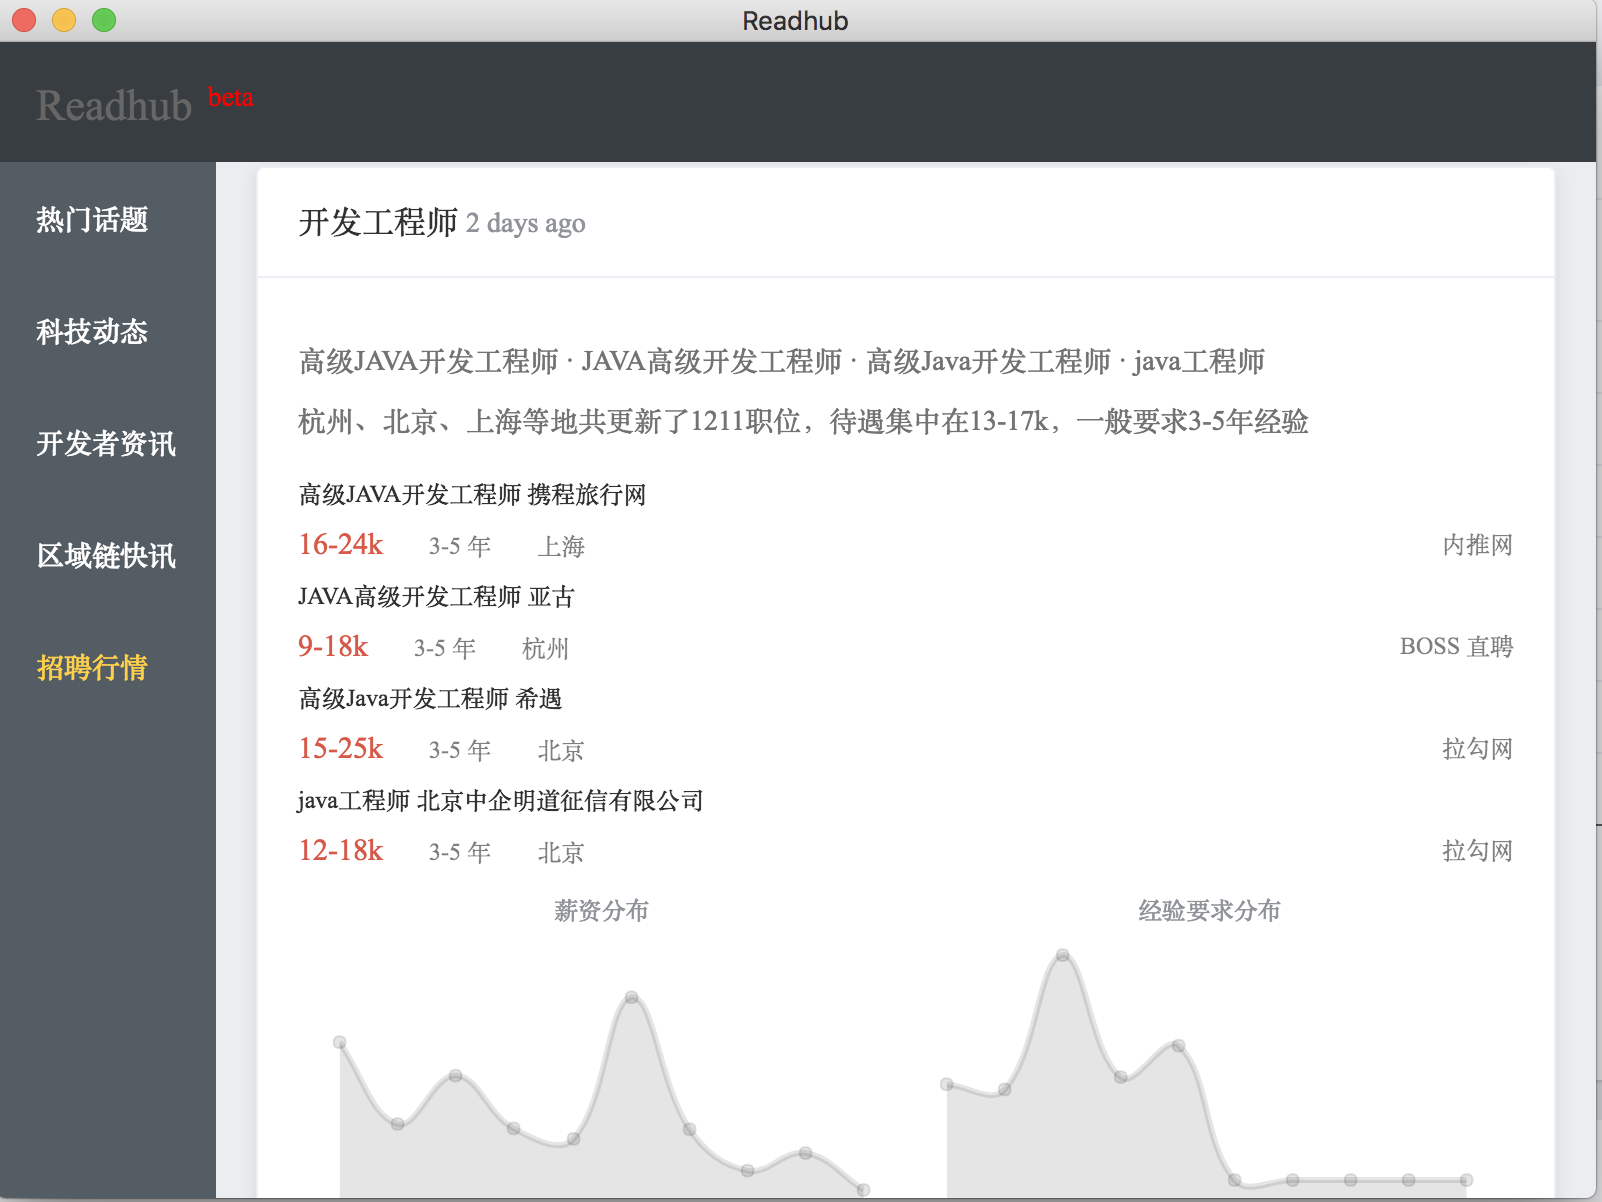 Readhub
Readhub beta
热门话题
科技动态
开发者资讯
区域链快讯
招聘行情
开发工程师 2 days ago
高级JAVA开发工程师 · JAVA高级开发工程师 · 高级Java开发工程师 · java工程师
杭州、北京、上海等地共更新了1211职位，待遇集中在13-17k，一般要求3-5年经验
高级JAVA开发工程师 携程旅行网
16-24k 3-5 年 上海 内推网
JAVA高级开发工程师 亚古
9-18k 3-5 年 杭州 BOSS 直聘
高级Java开发工程师 希遇
15-25k 3-5 年 北京 拉勾网
java工程师 北京中企明道征信有限公司
12-18k 3-5 年 北京 拉勾网
薪资分布 经验要求分布